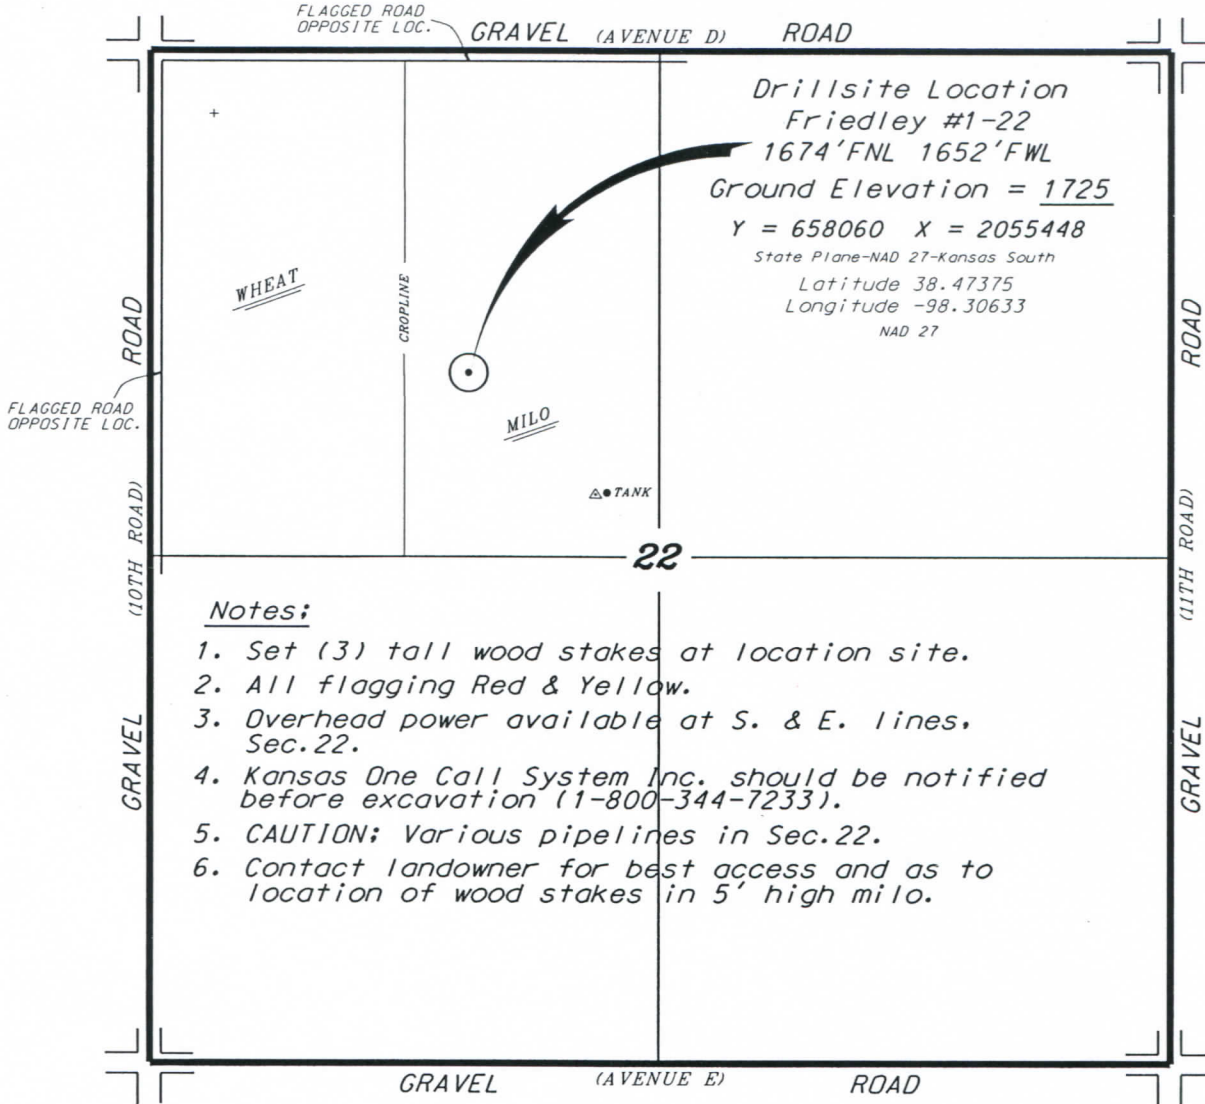 FLAGGED ROAD
OPPOSITE LOC.
GRAVEL (AVENUE D) ROAD
Drillsite Location
Friedley #1-22
1674'FNL 1652'FWL
Ground Elevation = 1725
Y = 658060 X = 2055448
State Plane-NAD 27-Kansas South
Latitude 38.47375
Longitude -98.30633
NAD 27
WHEAT
CROPLINE
MILO
TANK
22
ROAD
FLAGGED ROAD
OPPOSITE LOC.
(10TH ROAD)
GRAVEL
ROAD
(11TH ROAD)
GRAVEL
Notes:
1. Set (3) tall wood stakes at location site.
2. All flagging Red & Yellow.
3. Overhead power available at S. & E. lines,
Sec.22.
4. Kansas One Call System Inc. should be notified
before excavation (1-800-344-7233).
5. CAUTION: Various pipelines in Sec.22.
6. Contact landowner for best access and as to
location of wood stakes in 5' high milo.
GRAVEL (AVENUE E) ROAD